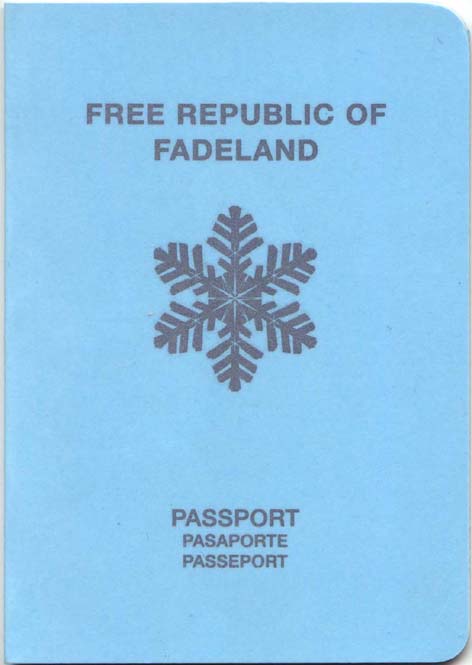 FREE REPUBLIC OF
FADELAND
PASSPORT
PASAPORTE
PASSEPORT